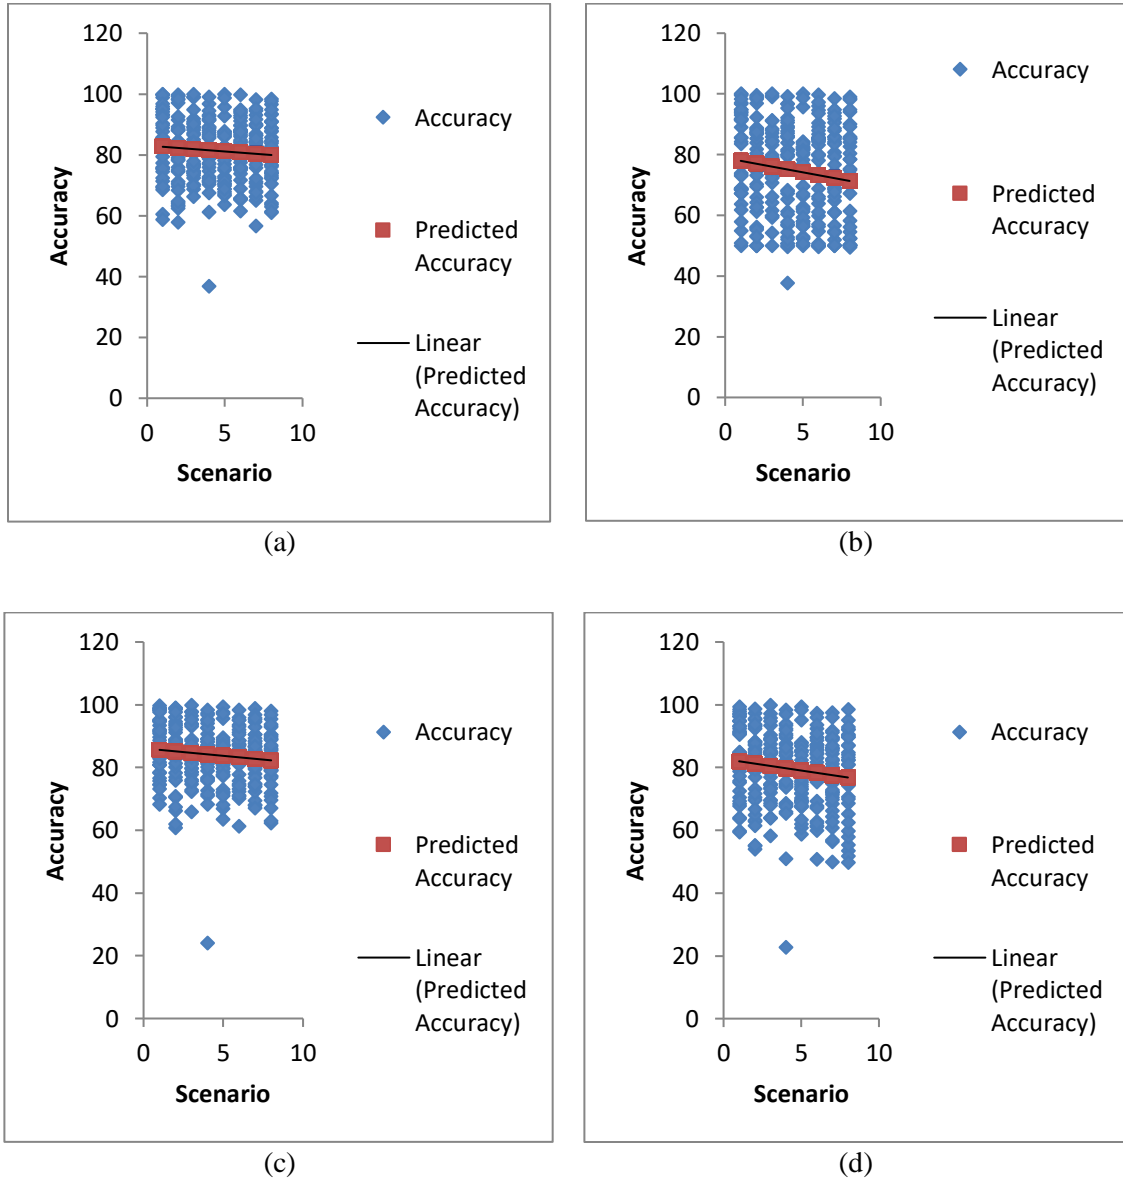 120
100
80
60
40
20
0
Accuracy
0 5 10
Scenario
Accuracy
Predicted
Accuracy
Linear
(Predicted
Accuracy)
(a)
120
100
80
60
40
20
0
Accuracy
0 5 10
Scenario
Accuracy
Predicted
Accuracy
Linear
(Predicted
Accuracy)
(b)
120
100
80
60
40
20
0
Accuracy
0 5 10
Scenario
Accuracy
Predicted
Accuracy
Linear
(Predicted
Accuracy)
(c)
120
100
80
60
40
20
0
Accuracy
0 5 10
Scenario
Accuracy
Predicted
Accuracy
Linear
(Predicted
Accuracy)
(d)